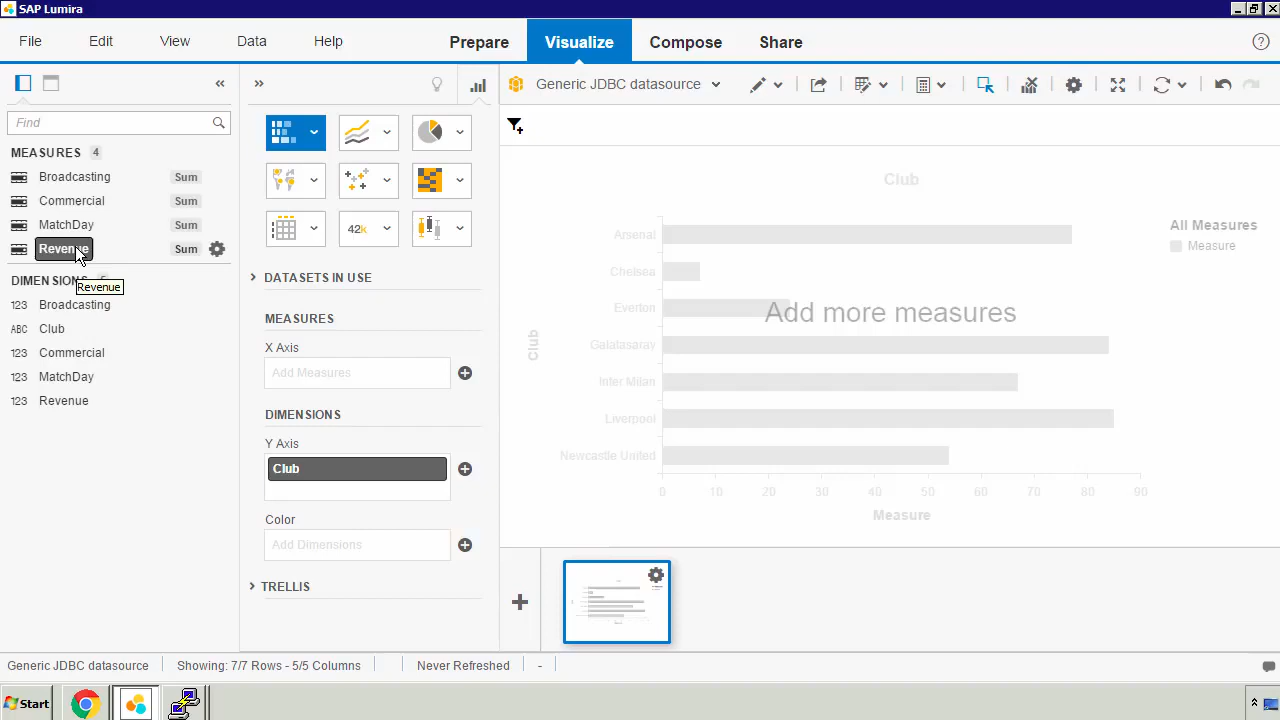 SAP Lumira
File Edit View Data Help Prepare Visualize Compose Share
Generic JDBC datasource
Find
MEASURES 4
Broadcasting Sum
Commercial Sum
MatchDay Sum
Revenue Sum
Revenue
DIMENSIONS
123 Broadcasting
ABC Club
123 Commercial
123 MatchDay
123 Revenue
42k
DATASETS IN USE
MEASURES
X Axis
Add Measures
DIMENSIONS
Y Axis
Club
Color
Add Dimensions
TRELLIS
Club
Club
Arsenal
Chelsea
Everton
Galatasaray
Inter Milan
Liverpool
Newcastle United
Add more measures
0 10 20 30 40 50 60 70 80 90
Measure
All Measures
Measure
Generic JDBC datasource Showing: 7/7 Rows - 5/5 Columns Never Refreshed -
Start